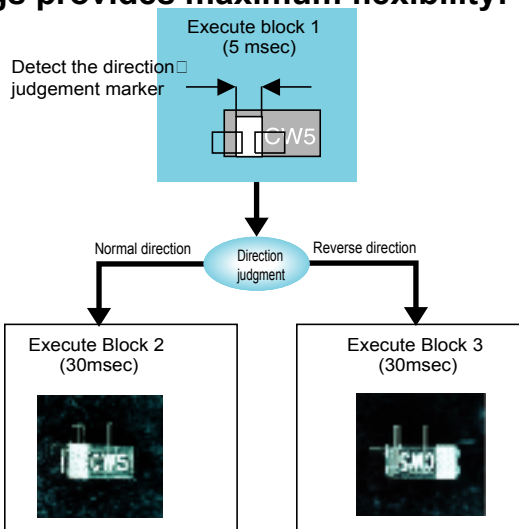 gs provides maximum flexibility.
Execute block 1
(5 msec)
Detect the direction
judgement marker
CW5
Normal direction
Direction
judgment
Reverse direction
Execute Block 2
(30msec)
Execute Block 3
(30msec)
CW5
CW5